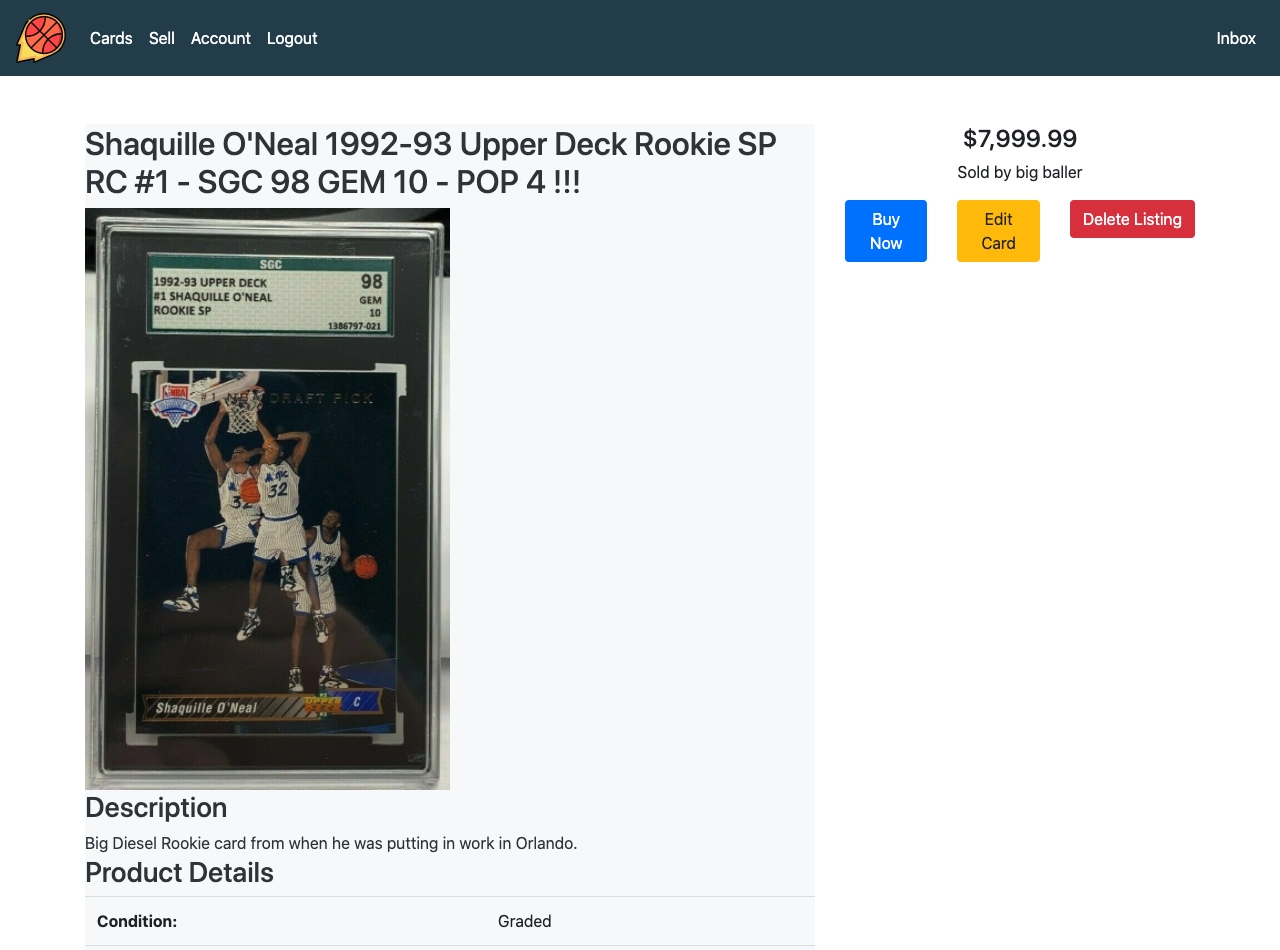 Cards Sell Account Logout Inbox
Shaquille O'Neal 1992-93 Upper Deck Rookie SP
RC #1 - SGC 98 GEM 10 - POP 4 !!!
$7,999.99
Sold by big baller
Buy
Now
Edit
Card
Delete Listing
SGC
1992-93 UPPER DECK 98
#1 SHAQUILLE O'NEAL GEM
ROOKIE SP 10
1386797-021
NBA
#1 NBA DRAFT PICK
Magic
32
Magic
32
Shaquille O'Neal
UPPER
DECK
C
Description
Big Diesel Rookie card from when he was putting in work in Orlando.
Product Details
Condition: Graded